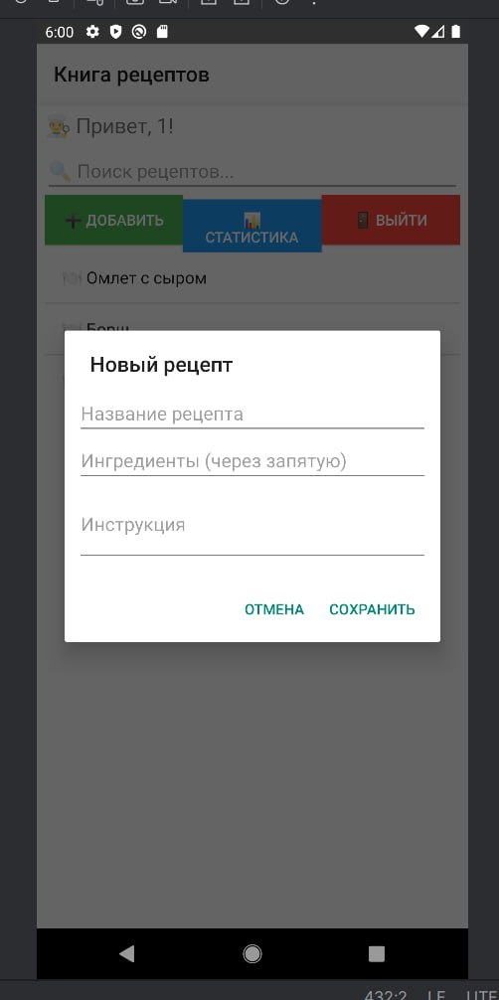 6:00
Книга рецептов
Привет, 1!
Поиск рецептов...
ДОБАВИТЬ
СТАТИСТИКА
ВЫЙТИ
Омлет с сыром
Борщ
Новый рецепт
Название рецепта
Ингредиенты (через запятую)
Инструкция
ОТМЕНА СОХРАНИТЬ
432:2 LF UTF